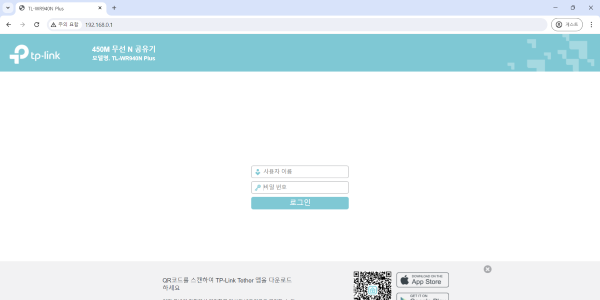 TL-WR940N Plus
주의 요함
192.168.0.1
게스트
tp-link
450M 무선 N 공유기
모델명. TL-WR940N Plus
사용자 이름
비밀 번호
로그인
QR코드를 스캔하여 TP-Link Tether 앱을 다운로드
하세요
Download on the
App Store
GET IT ON